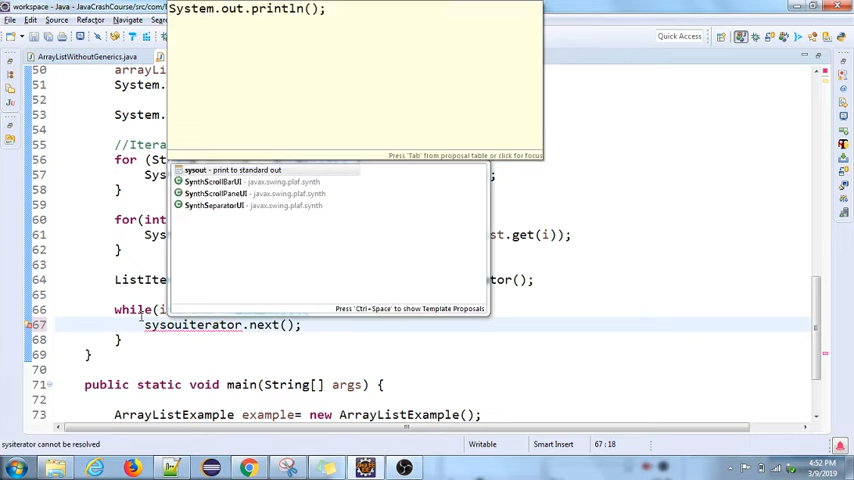 workspace - Java - JavaCrashCourse/src/com/
File Edit Source Refactor Navigate
System.out.println();
Quick Access
ArrayListWithoutGenerics.java
Press 'Tab' from proposal table or click for focus
sysout - print to standard out
SynthScrollBarUI - javax.swing.plaf.synth
SynthScrollPaneUI - javax.swing.plaf.synth
SynthSeparatorUI - javax.swing.plaf.synth
Press 'Ctrl+Space' to show Template Proposals
50 arrayLi
51 System.
52
53 System.
54
55 //Itera
56 for (St
57 Sys
58 }
59
60 for(int
61 Sys st.get(i));
62 }
63
64 ListIte tor();
65
66 while(i
67 sysouiterator.next();
68 }
69 }
70
71 public static void main(String[] args) {
72
73 ArrayListExample example= new ArrayListExample();
sysiterator cannot be resolved
Writable
Smart Insert
67 : 18
4:52 PM
3/9/2019